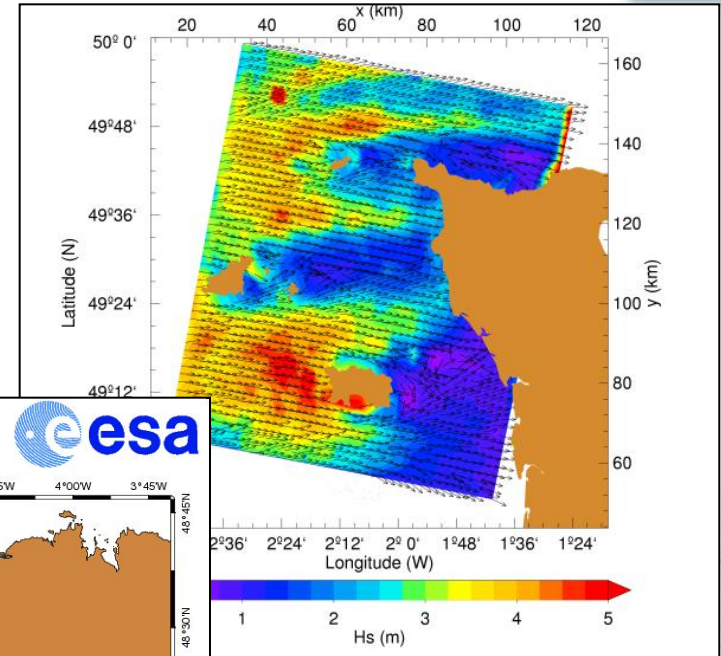 x (km)
20 40 60 80 100 120
50º 0'
49º48'
49º36'
49º24'
49º12'
Latitude (N)
160
140
120
100
80
60
y (km)
2º36' 2º24' 2º12' 2º 0' 1º48' 1º36' 1º24'
Longitude (W)
1 2 3 4 5
Hs (m)
esa
4°00'W 3°45'W
48°45'N
48°30'N